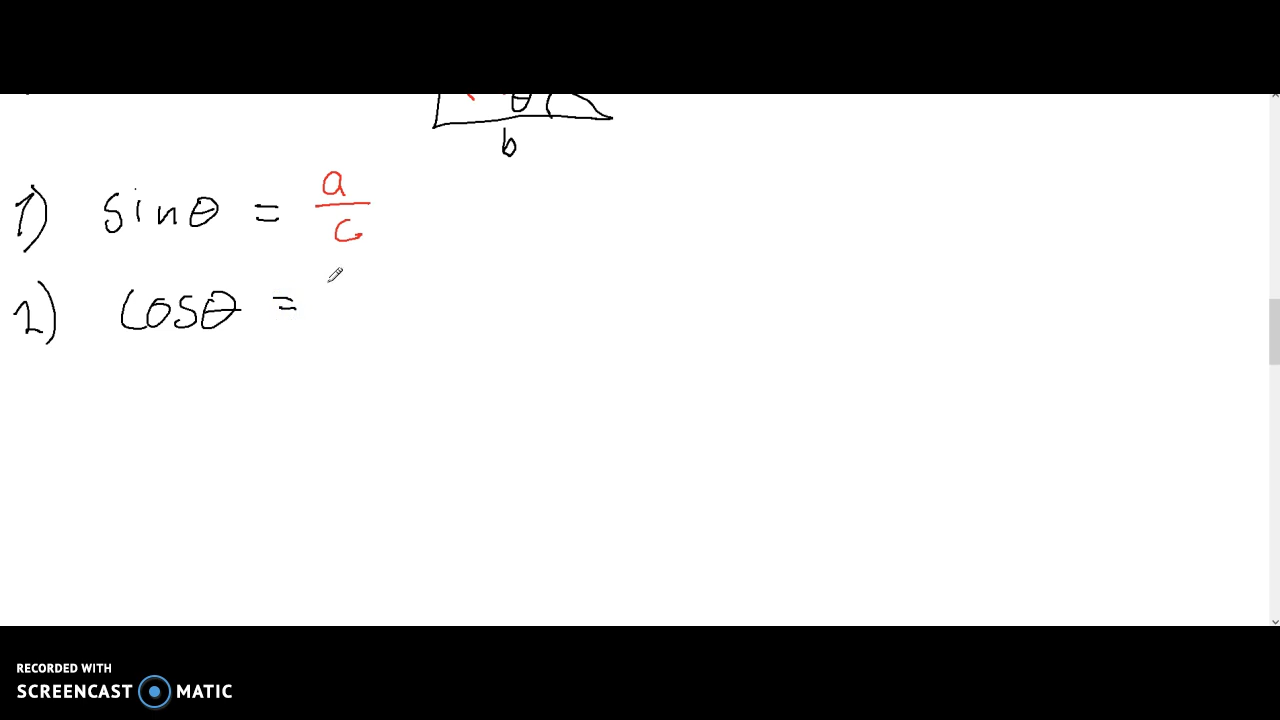 θ
b
1) sinθ = a/c
2) cosθ =
RECORDED WITH
SCREENCAST MATIC